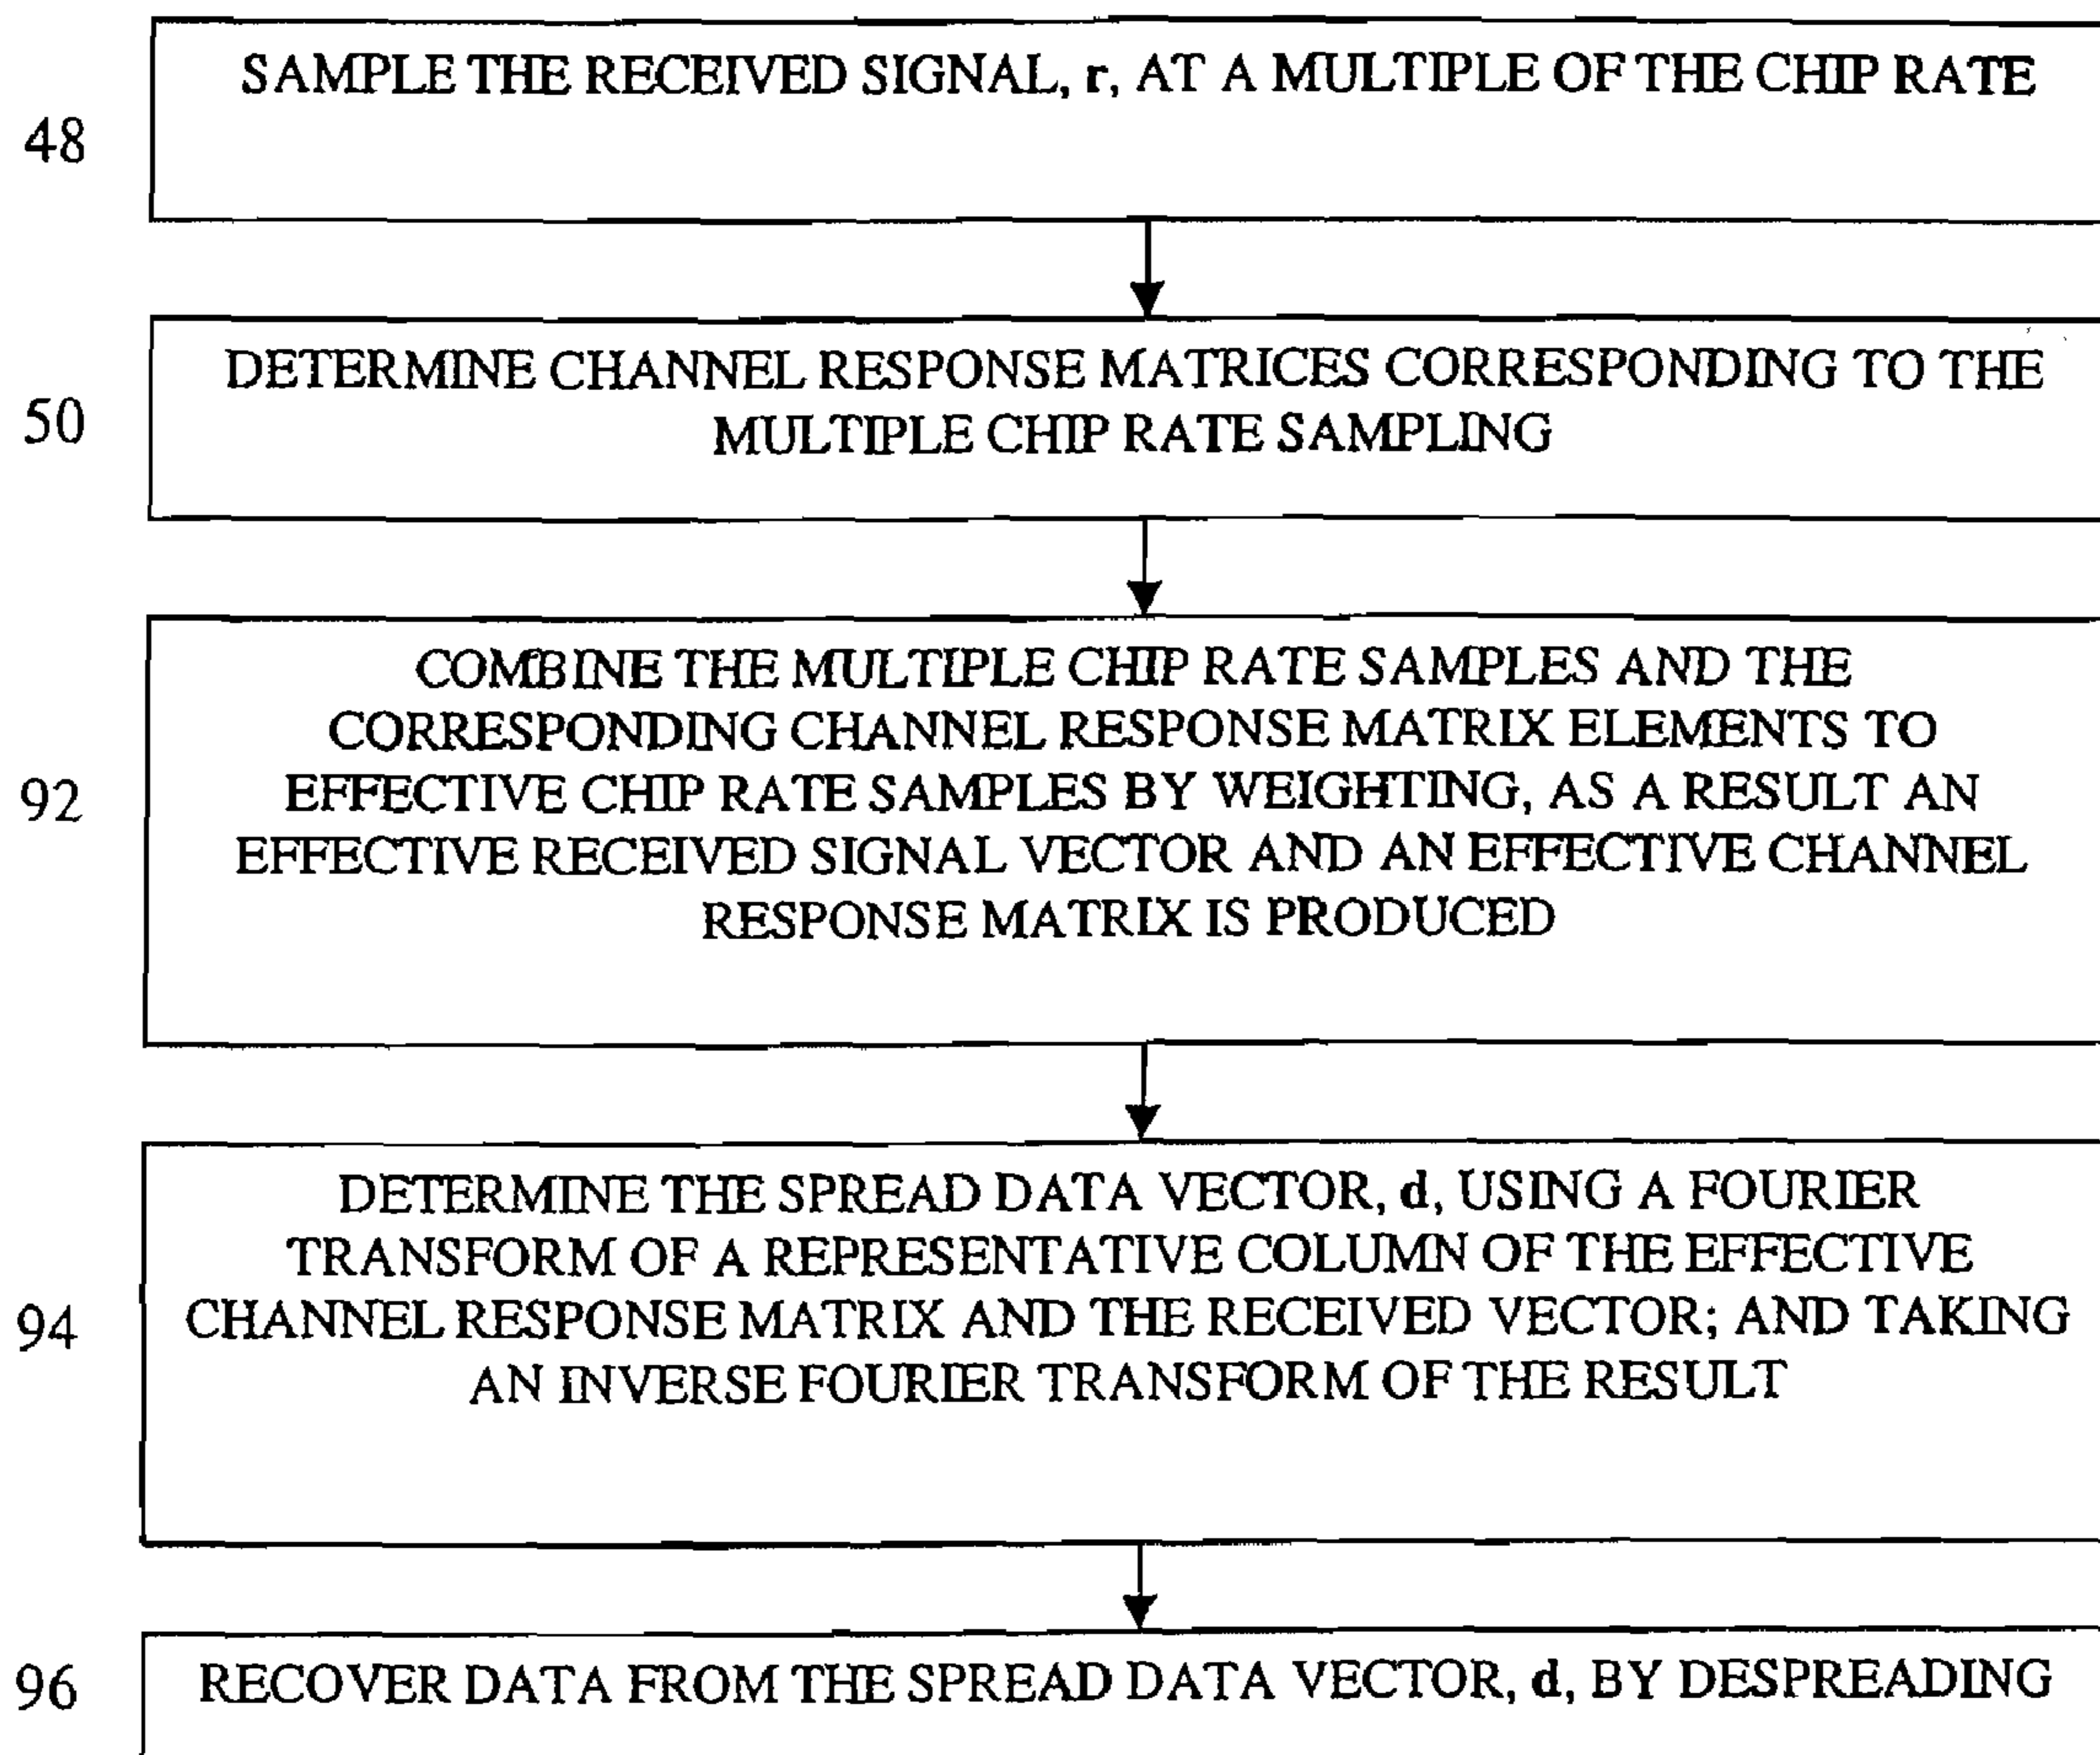 SAMPLE THE RECEIVED SIGNAL, r, AT A MULTIPLE OF THE CHIP RATE
48
DETERMINE CHANNEL RESPONSE MATRICES CORRESPONDING TO THE
MULTIPLE CHIP RATE SAMPLING
50
COMBINE THE MULTIPLE CHIP RATE SAMPLES AND THE
CORRESPONDING CHANNEL RESPONSE MATRIX ELEMENTS TO
EFFECTIVE CHIP RATE SAMPLES BY WEIGHTING, AS A RESULT AN
EFFECTIVE RECEIVED SIGNAL VECTOR AND AN EFFECTIVE CHANNEL
RESPONSE MATRIX IS PRODUCED
92
DETERMINE THE SPREAD DATA VECTOR, d, USING A FOURIER
TRANSFORM OF A REPRESENTATIVE COLUMN OF THE EFFECTIVE
CHANNEL RESPONSE MATRIX AND THE RECEIVED VECTOR; AND TAKING
AN INVERSE FOURIER TRANSFORM OF THE RESULT
94
RECOVER DATA FROM THE SPREAD DATA VECTOR, d, BY DESPREADING
96